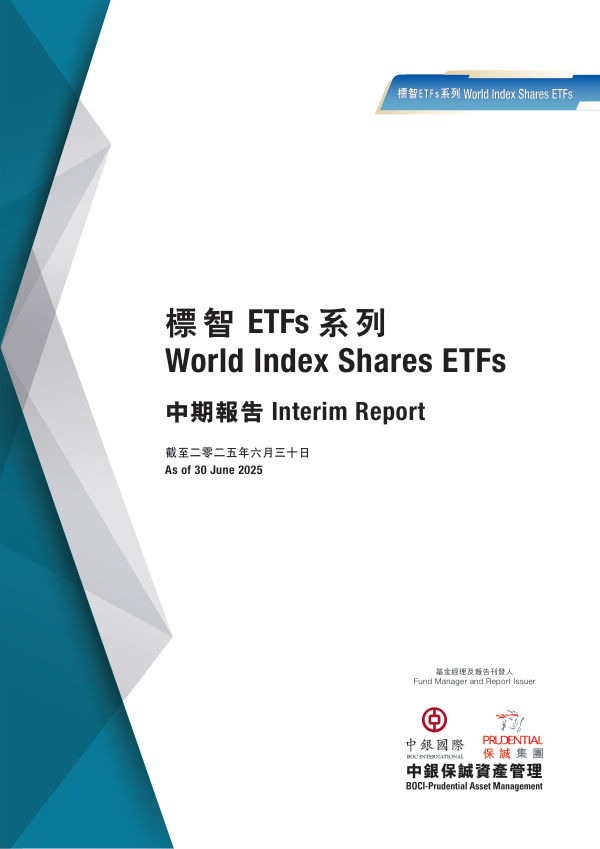 標智ETFs系列 World Index Shares ETFs
標智 ETFs 系列
World Index Shares ETFs
中期報告 Interim Report
截至二零二五年六月三十日
As of 30 June 2025
基金經理及報告刊發人
Fund Manager and Report Issuer
中銀國際
BOC INTERNATIONAL
PRUDENTIAL
保誠集團
中銀保誠資產管理
BOCI-Prudential Asset Management